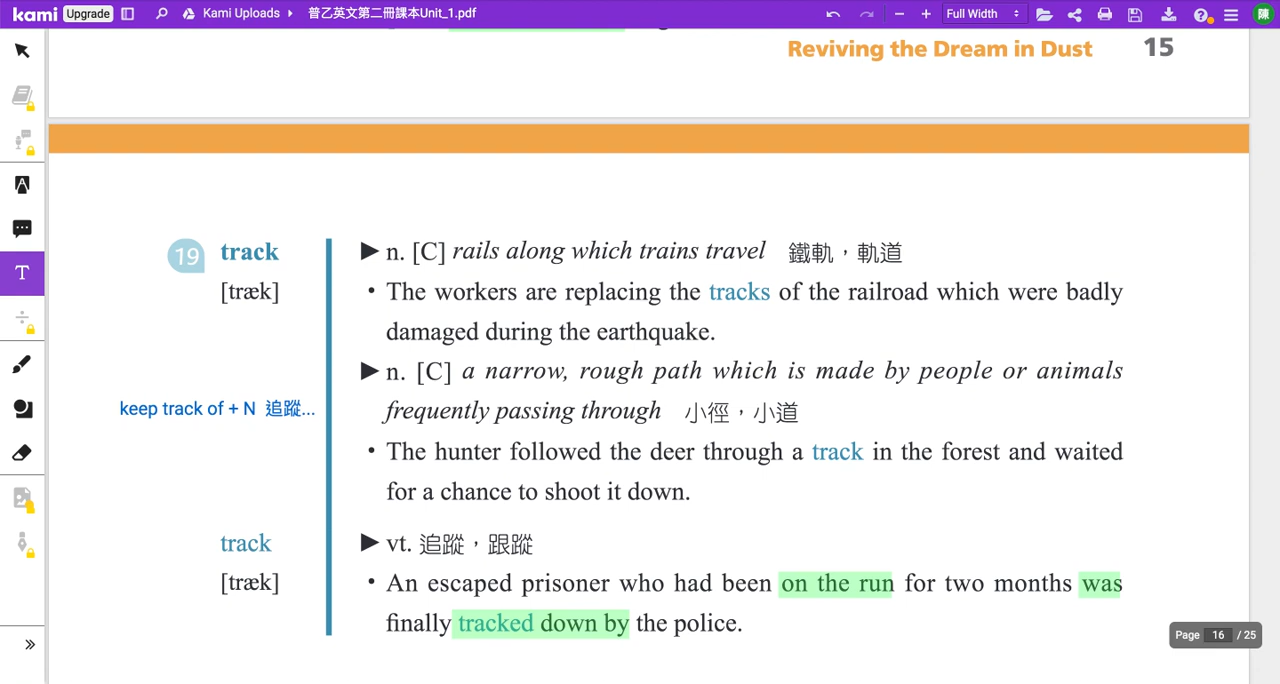 kami Upgrade Kami Uploads 普乙英文第二冊課本Unit_1.pdf Full Width 陳
Reviving the Dream in Dust 15
19 track ▶ n. [C] rails along which trains travel 鐵軌，軌道
[træk] • The workers are replacing the tracks of the railroad which were badly
damaged during the earthquake.
▶ n. [C] a narrow, rough path which is made by people or animals
keep track of + N 追蹤... frequently passing through 小徑，小道
• The hunter followed the deer through a track in the forest and waited
for a chance to shoot it down.
track ▶ vt. 追蹤，跟蹤
[træk] • An escaped prisoner who had been on the run for two months was
finally tracked down by the police.
Page 16 / 25